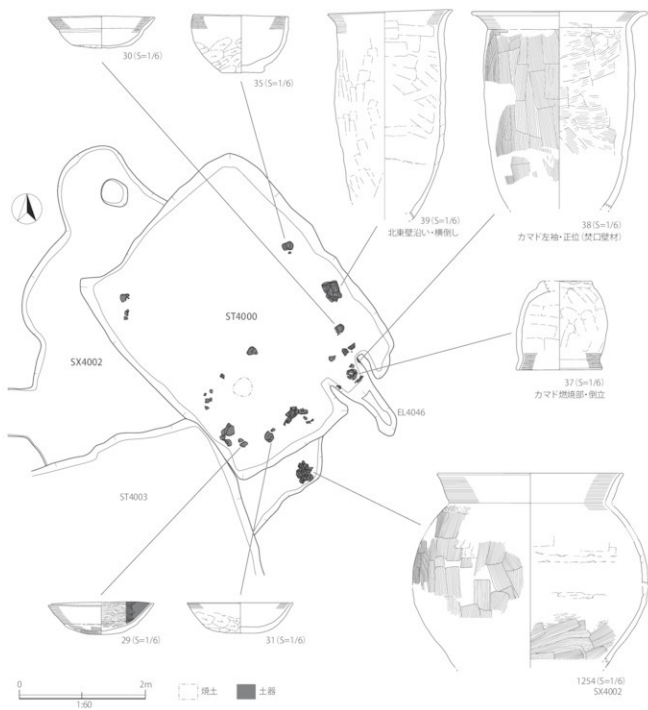 30 (S=1/6)
35 (S=1/6)
39 (S=1/6)
北東壁沿い・横倒し
38 (S=1/6)
カマド左袖・正位(焚口壁材)
ST4000
SX4002
37 (S=1/6)
カマド燃焼部・倒立
EL4046
ST4003
29 (S=1/6)
31 (S=1/6)
1254 (S=1/6)
SX4002
0 2m
1:60
焼土
土器